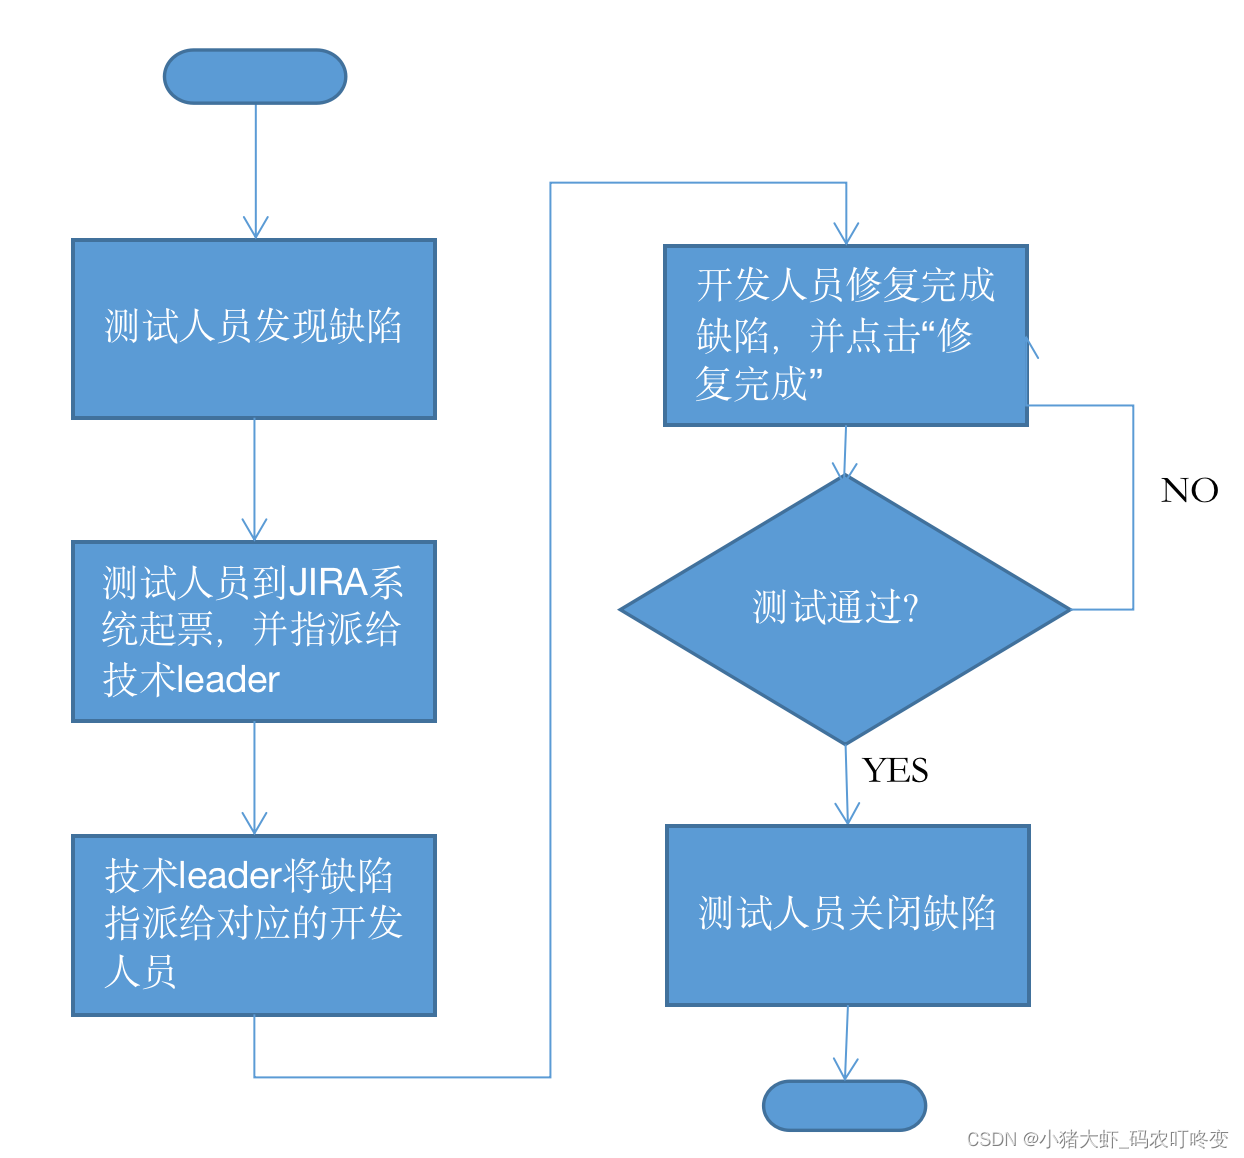 测试人员发现缺陷
测试人员到JIRA系
统起票，并指派给
技术leader
技术leader将缺陷
指派给对应的开发
人员
开发人员修复完成
缺陷，并点击“修
复完成”
NO
测试通过？
YES
测试人员关闭缺陷
CSDN @小猪大虾_码农叮咚变